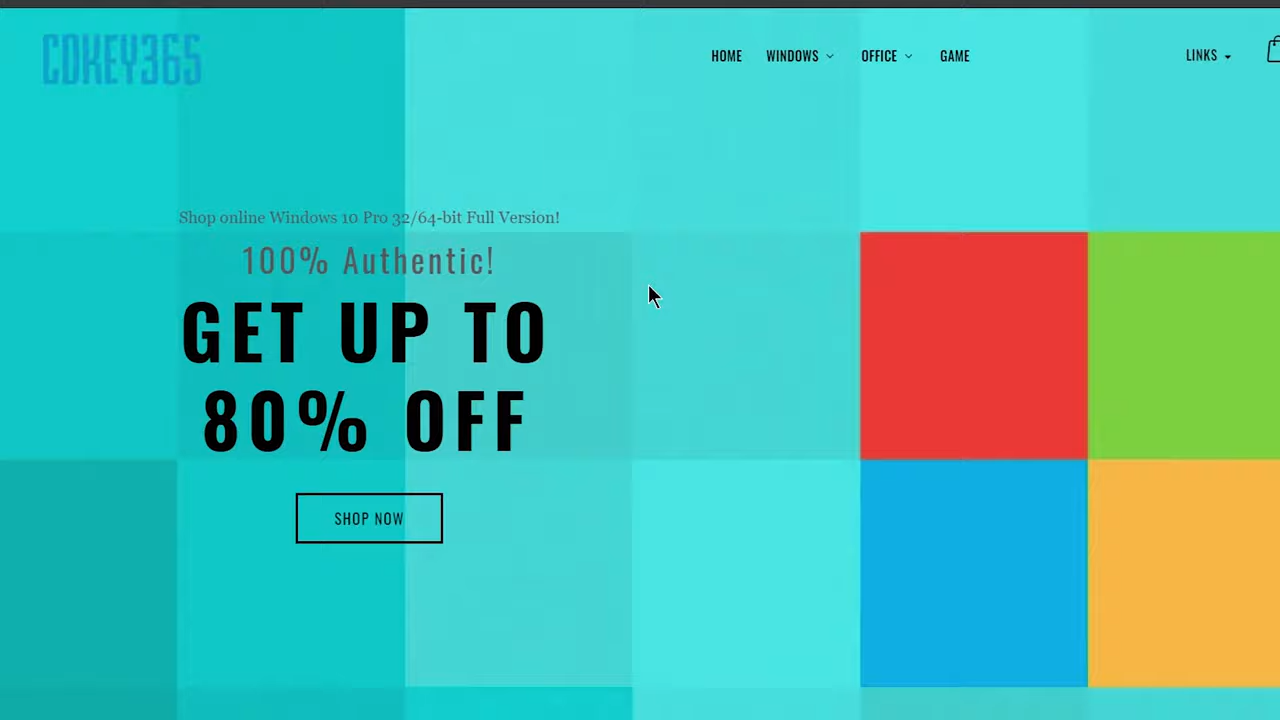 CDKEY365
HOME WINDOWS OFFICE GAME LINKS
Shop online Windows 10 Pro 32/64-bit Full Version!
100% Authentic!
GET UP TO
80% OFF
SHOP NOW